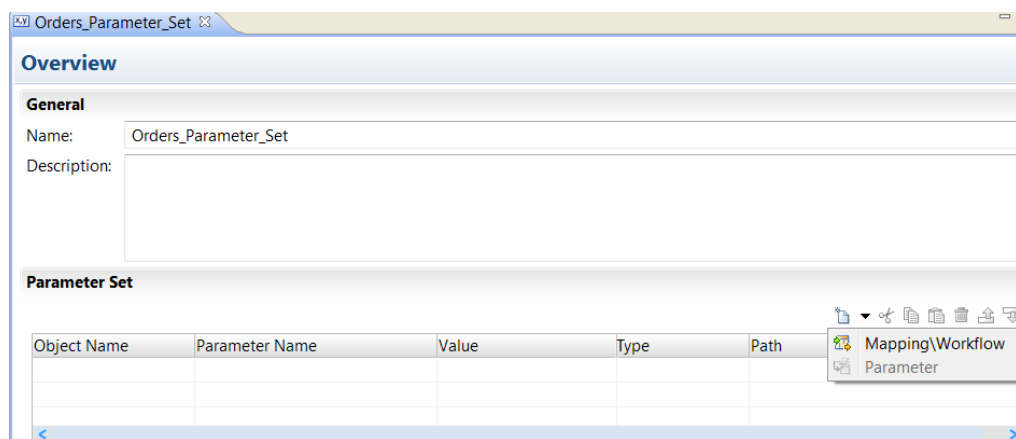 x,y Orders_Parameter_Set
Overview
General
Name: Orders_Parameter_Set
Description:
Parameter Set
Object Name Parameter Name Value Type Path
Mapping\Workflow
Parameter